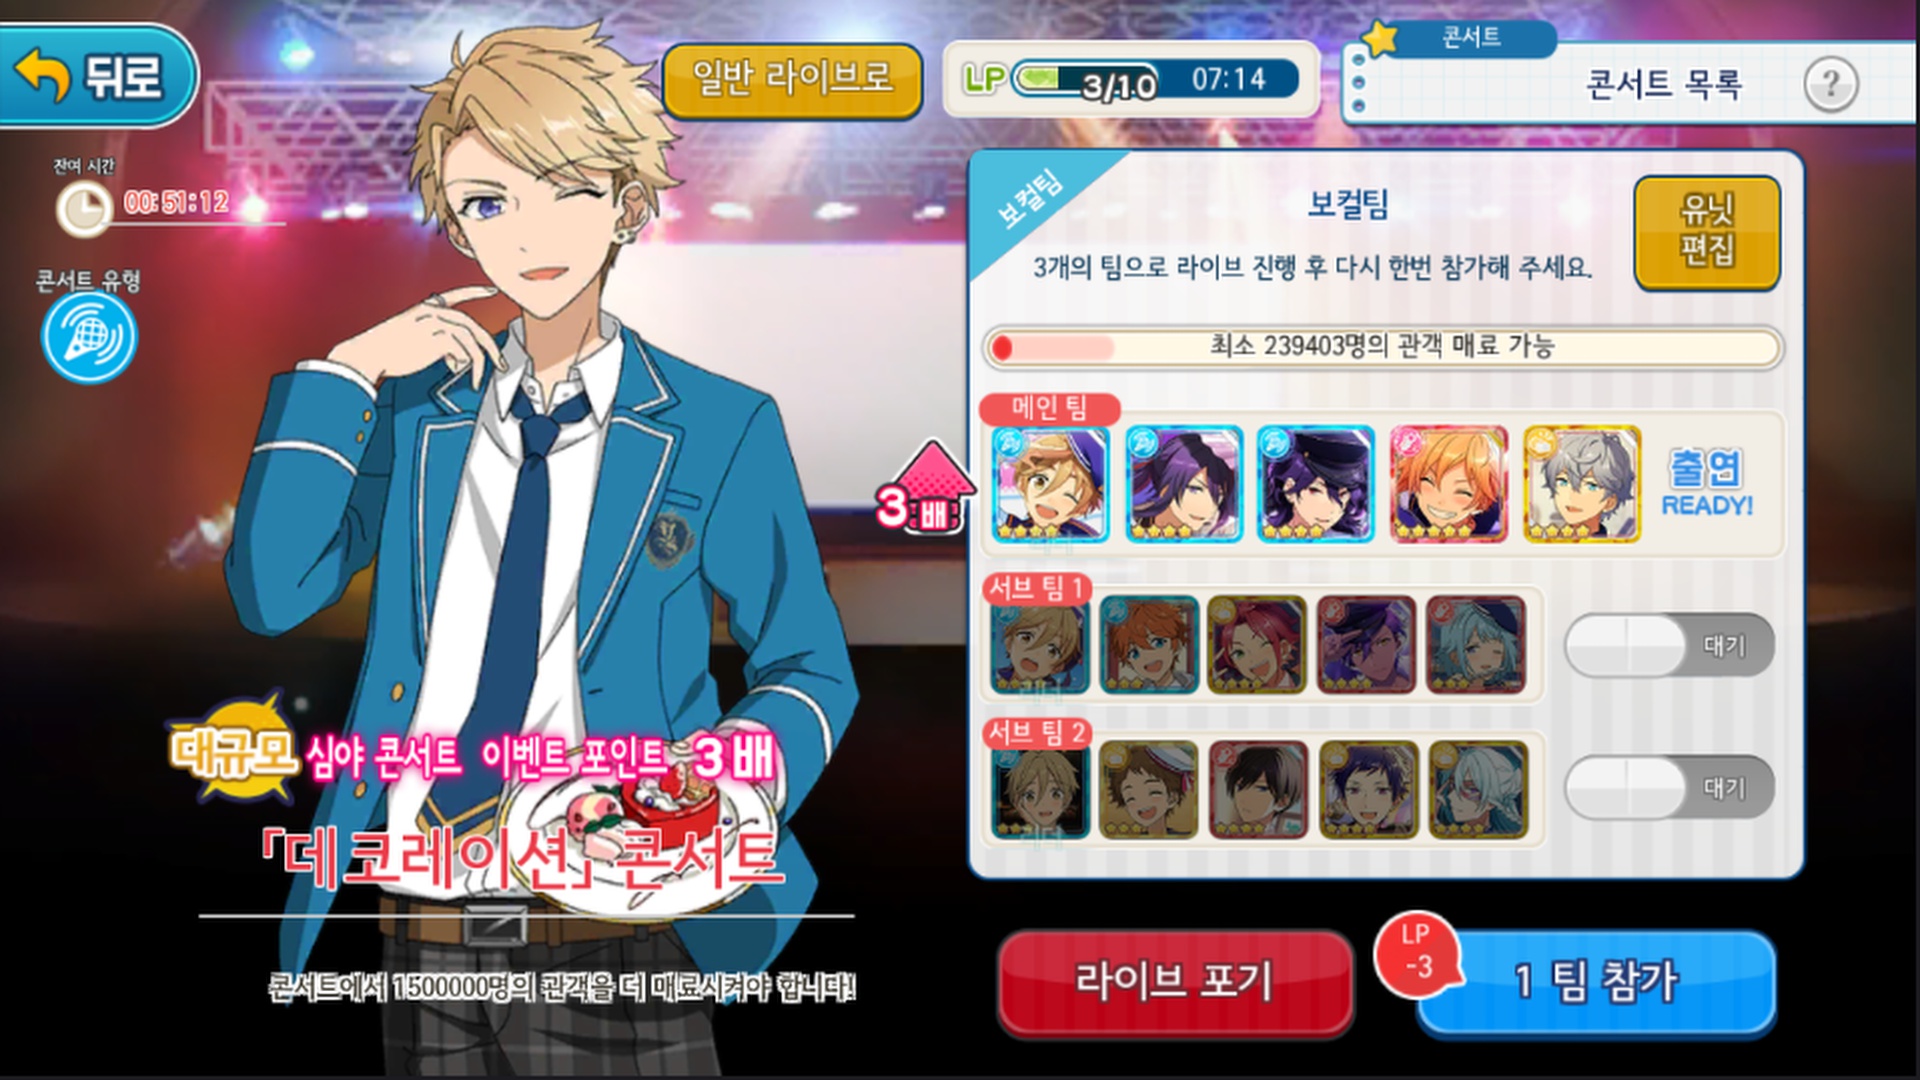 뒤로
일반 라이브로
LP 3/10 07:14
콘서트
콘서트 목록
?
잔여 시간
00:51:12
콘서트 유형
보컬팀
보컬팀
3개의 팀으로 라이브 진행 후 다시 한번 참가해 주세요.
유닛
편집
최소 239403명의 관객 매료 가능
메인 팀
3배
리더
출연
READY!
서브 팀 1
리더
대기
서브 팀 2
리더
대기
대규모 심야 콘서트 이벤트 포인트 3배
「데코레이션」 콘서트
콘서트에서 1500000명의 관객을 더 매료시켜야 합니다!
라이브 포기
LP
-3
1 팀 참가